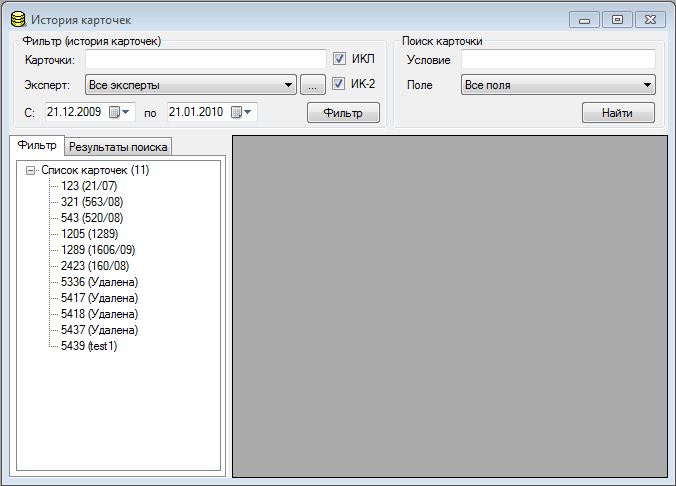 История карточек
Фильтр (история карточек)
Карточки:
ИКП
Эксперт:
Все эксперты
...
ИК-2
С:
21.12.2009
по
21.01.2010
Фильтр
Поиск карточки
Условие
Поле
Все поля
Найти
Фильтр
Результаты поиска
Список карточек (11)
123 (21/07)
321 (563/08)
543 (520/08)
1205 (1289)
1289 (1606/09)
2423 (160/08)
5336 (Удалена)
5417 (Удалена)
5418 (Удалена)
5437 (Удалена)
5439 (test1)